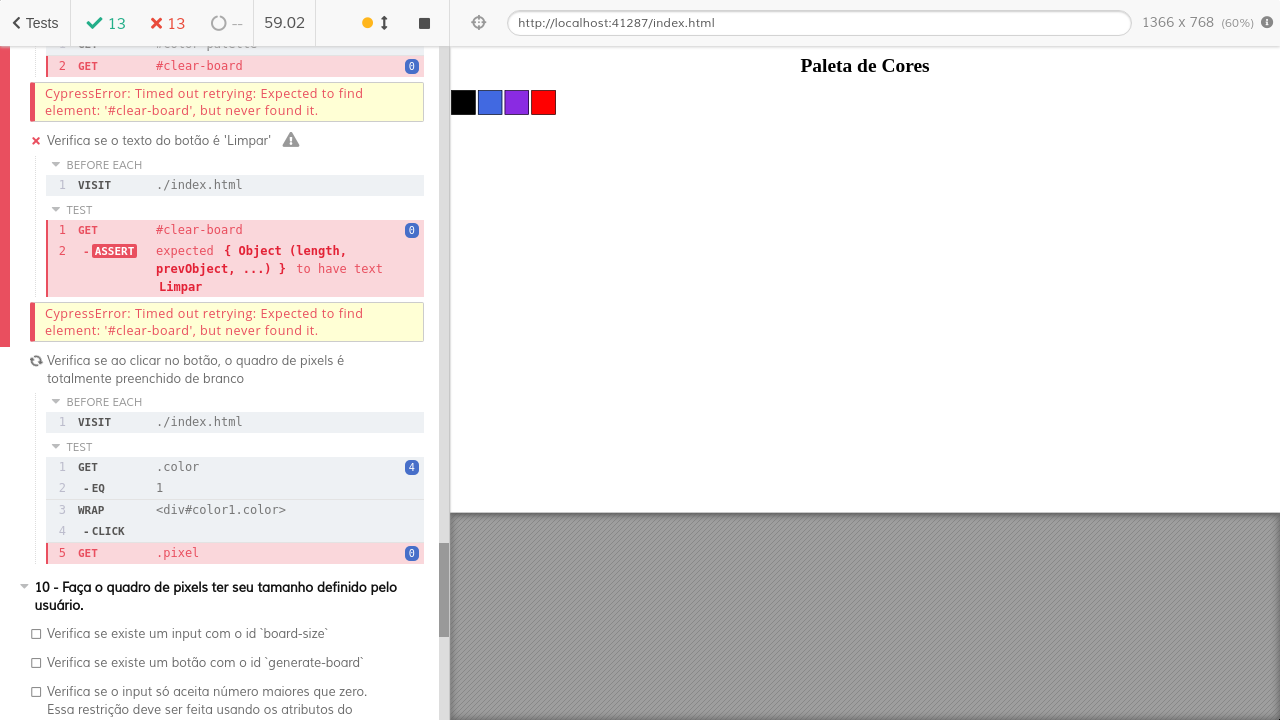 Tests 13 13 -- 59.02
http://localhost:41287/index.html 1366 x 768 (60%)
1 GET #color-palette
2 GET #clear-board 0
CypressError: Timed out retrying: Expected to find
element: '#clear-board', but never found it.
Verifica se o texto do botão é 'Limpar'
BEFORE EACH
1 VISIT ./index.html
TEST
1 GET #clear-board 0
2 -ASSERT expected { Object (length,
prevObject, ...) } to have text
Limpar
CypressError: Timed out retrying: Expected to find
element: '#clear-board', but never found it.
Verifica se ao clicar no botão, o quadro de pixels é
totalmente preenchido de branco
BEFORE EACH
1 VISIT ./index.html
TEST
1 GET .color 4
2 -EQ 1
3 WRAP <div#color1.color>
4 -CLICK
5 GET .pixel 0
10 - Faça o quadro de pixels ter seu tamanho definido pelo
usuário.
Verifica se existe um input com o id `board-size`
Verifica se existe um botão com o id `generate-board`
Verifica se o input só aceita número maiores que zero.
Essa restrição deve ser feita usando os atributos do
Paleta de Cores